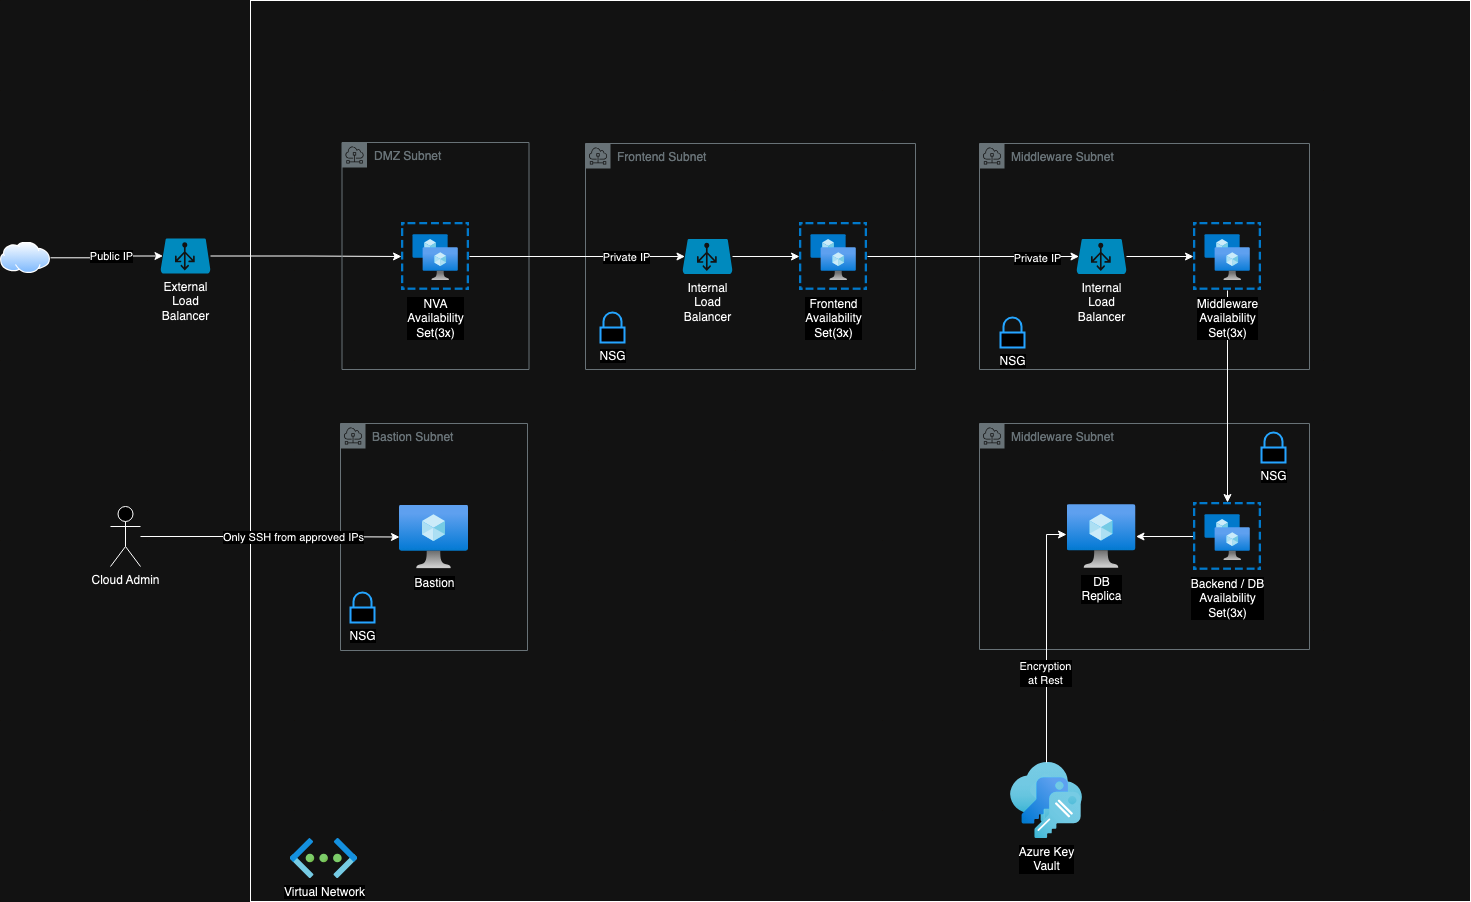 DMZ Subnet
Frontend Subnet
Middleware Subnet
Public IP
External
Load
Balancer
NVA
Availability
Set(3x)
Private IP
Internal
Load
Balancer
NSG
Frontend
Availability
Set(3x)
Private IP
Internal
Load
Balancer
NSG
Middleware
Availability
Set(3x)
Bastion Subnet
Middleware Subnet
NSG
Cloud Admin
Only SSH from approved IPs
Bastion
NSG
DB
Replica
Backend / DB
Availability
Set(3x)
Encryption
at Rest
Azure Key
Vault
Virtual Network